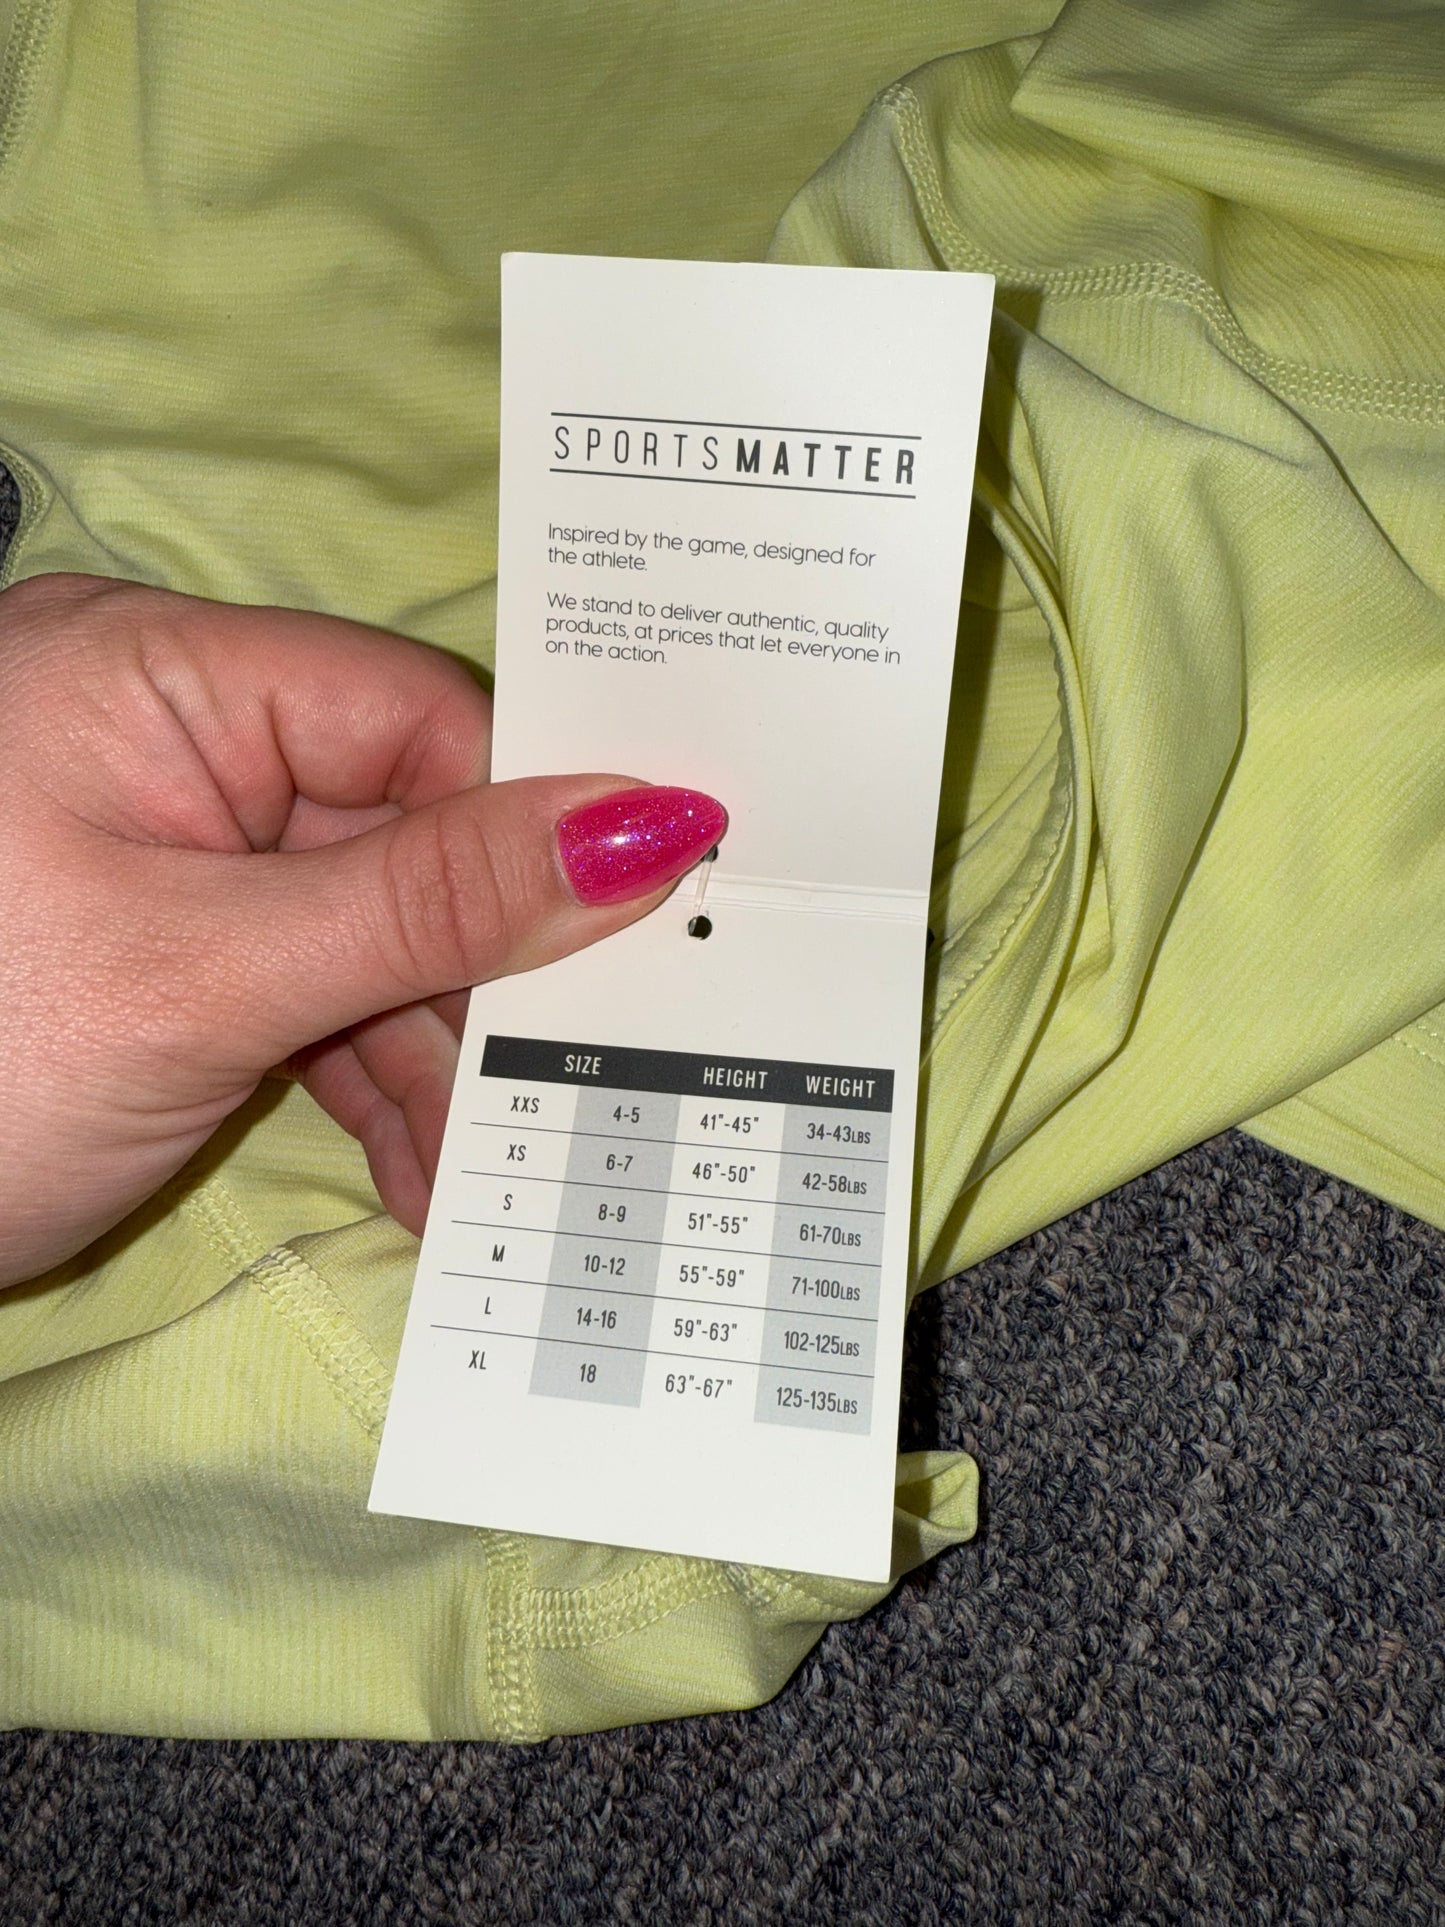 SPORTSMATTER
Inspired by the game, designed for
the athlete.
We stand to deliver authentic, quality
products, at prices that let everyone in
on the action.
SIZE HEIGHT WEIGHT
XXS 4-5 41"-45" 34-43LBS
XS 6-7 46"-50" 42-58LBS
S 8-9 51"-55" 61-70LBS
M 10-12 55"-59" 71-100LBS
L 14-16 59"-63" 102-125LBS
XL 18 63"-67" 125-135LBS